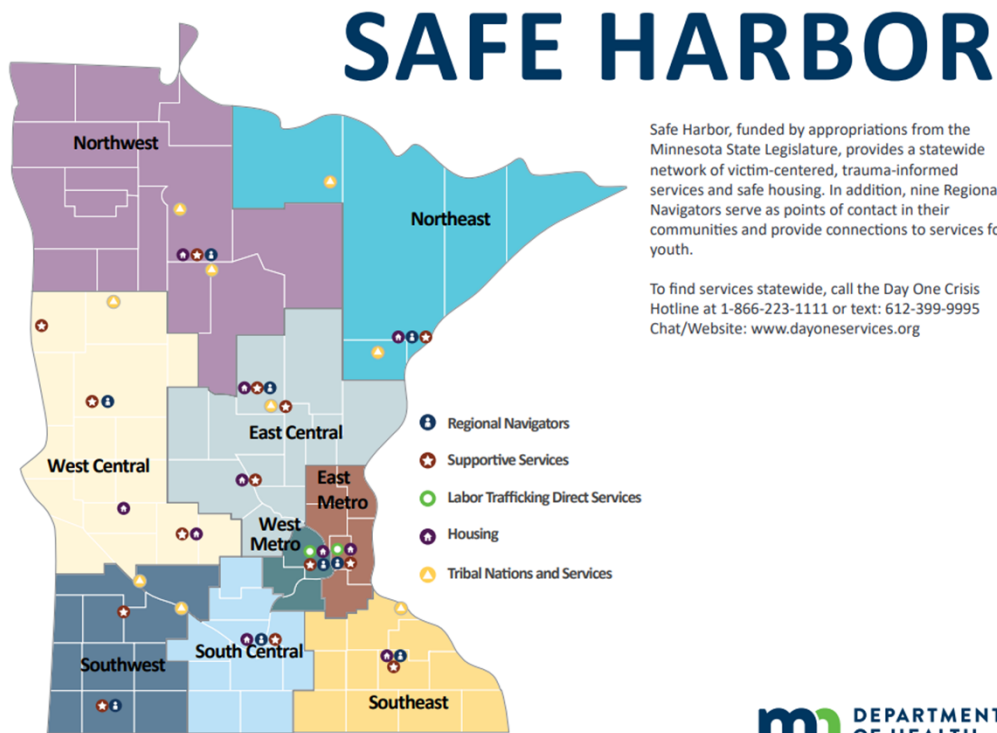 SAFE HARBOR
Safe Harbor, funded by appropriations from the
Minnesota State Legislature, provides a statewide
network of victim-centered, trauma-informed
services and safe housing. In addition, nine Regiona
Navigators serve as points of contact in their
communities and provide connections to services fo
youth.
To find services statewide, call the Day One Crisis
Hotline at 1-866-223-1111 or text: 612-399-9995
Chat/Website: www.dayoneservices.org
Northwest
Northeast
East Central
West Central
East
Metro
West
Metro
South Central
Southwest
Southeast
Regional Navigators
Supportive Services
Labor Trafficking Direct Services
Housing
Tribal Nations and Services
mn
DEPARTMENT
OF HEALTH